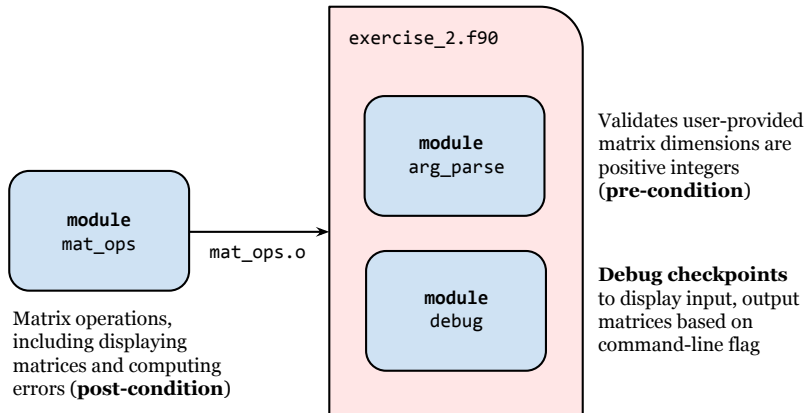 exercise_2.f90
module
arg_parse
Validates user-provided
matrix dimensions are
positive integers
(pre-condition)
module
mat_ops
mat_ops.o
Matrix operations,
including displaying
matrices and computing
errors (post-condition)
module
debug
Debug checkpoints
to display input, output
matrices based on
command-line flag